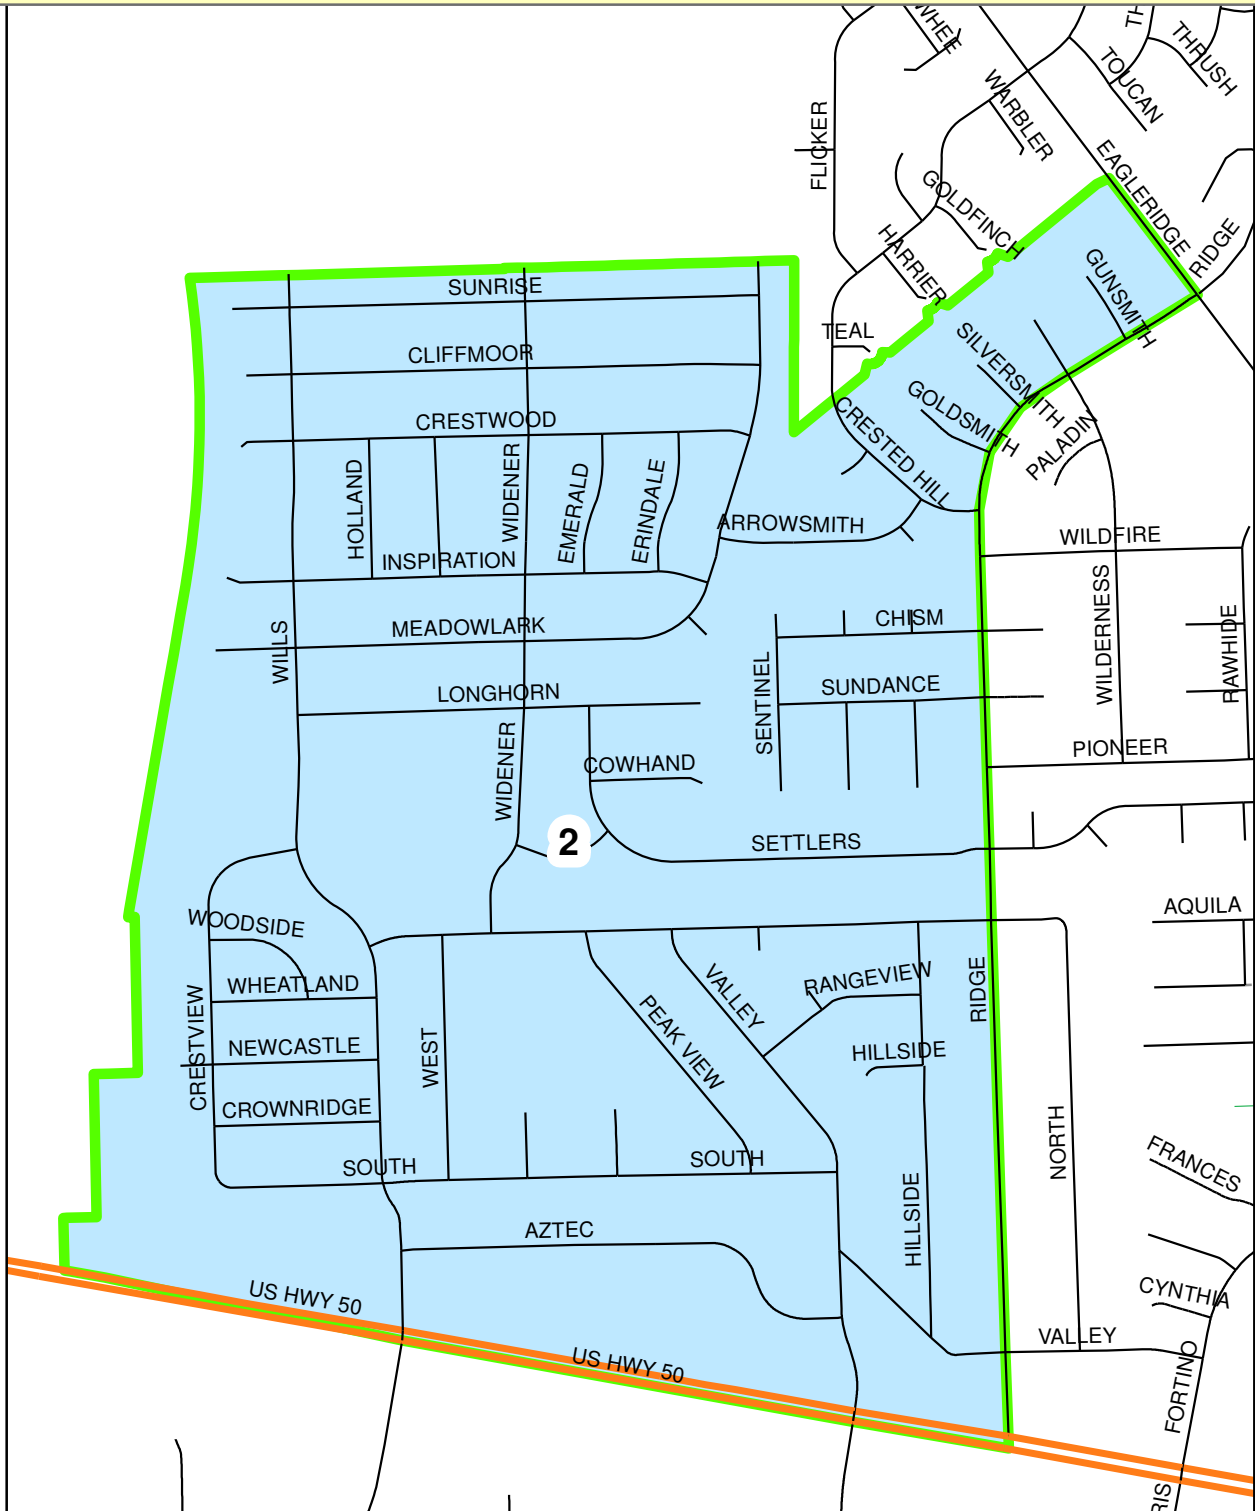 WHEE
TH
THRUSH
TOUCAN
WARBLER
FLICKER
EAGLERIDGE
GOLDFINCH
RIDGE
HARRIER
GUNSMITH
SUNRISE
TEAL
CLIFFMOOR
SILVERSMITH
CRESTWOOD
GOLDSMITH
PALADIN
CRESTED HILL
HOLLAND
WIDENER
EMERALD
ERINDALE
ARROWSMITH
WILDFIRE
INSPIRATION
MEADOWLARK
CHISM
WILLS
WILDERNESS
RAWHIDE
LONGHORN
SENTINEL
SUNDANCE
WIDENER
COWHAND
PIONEER
2
SETTLERS
WOODSIDE
AQUILA
WHEATLAND
VALLEY
RANGEVIEW
RIDGE
CRESTVIEW
NEWCASTLE
WEST
PEAK VIEW
HILLSIDE
CROWNRIDGE
NORTH
SOUTH
SOUTH
FRANCES
AZTEC
HILLSIDE
US HWY 50
CYNTHIA
US HWY 50
VALLEY
FORTINO
RIS